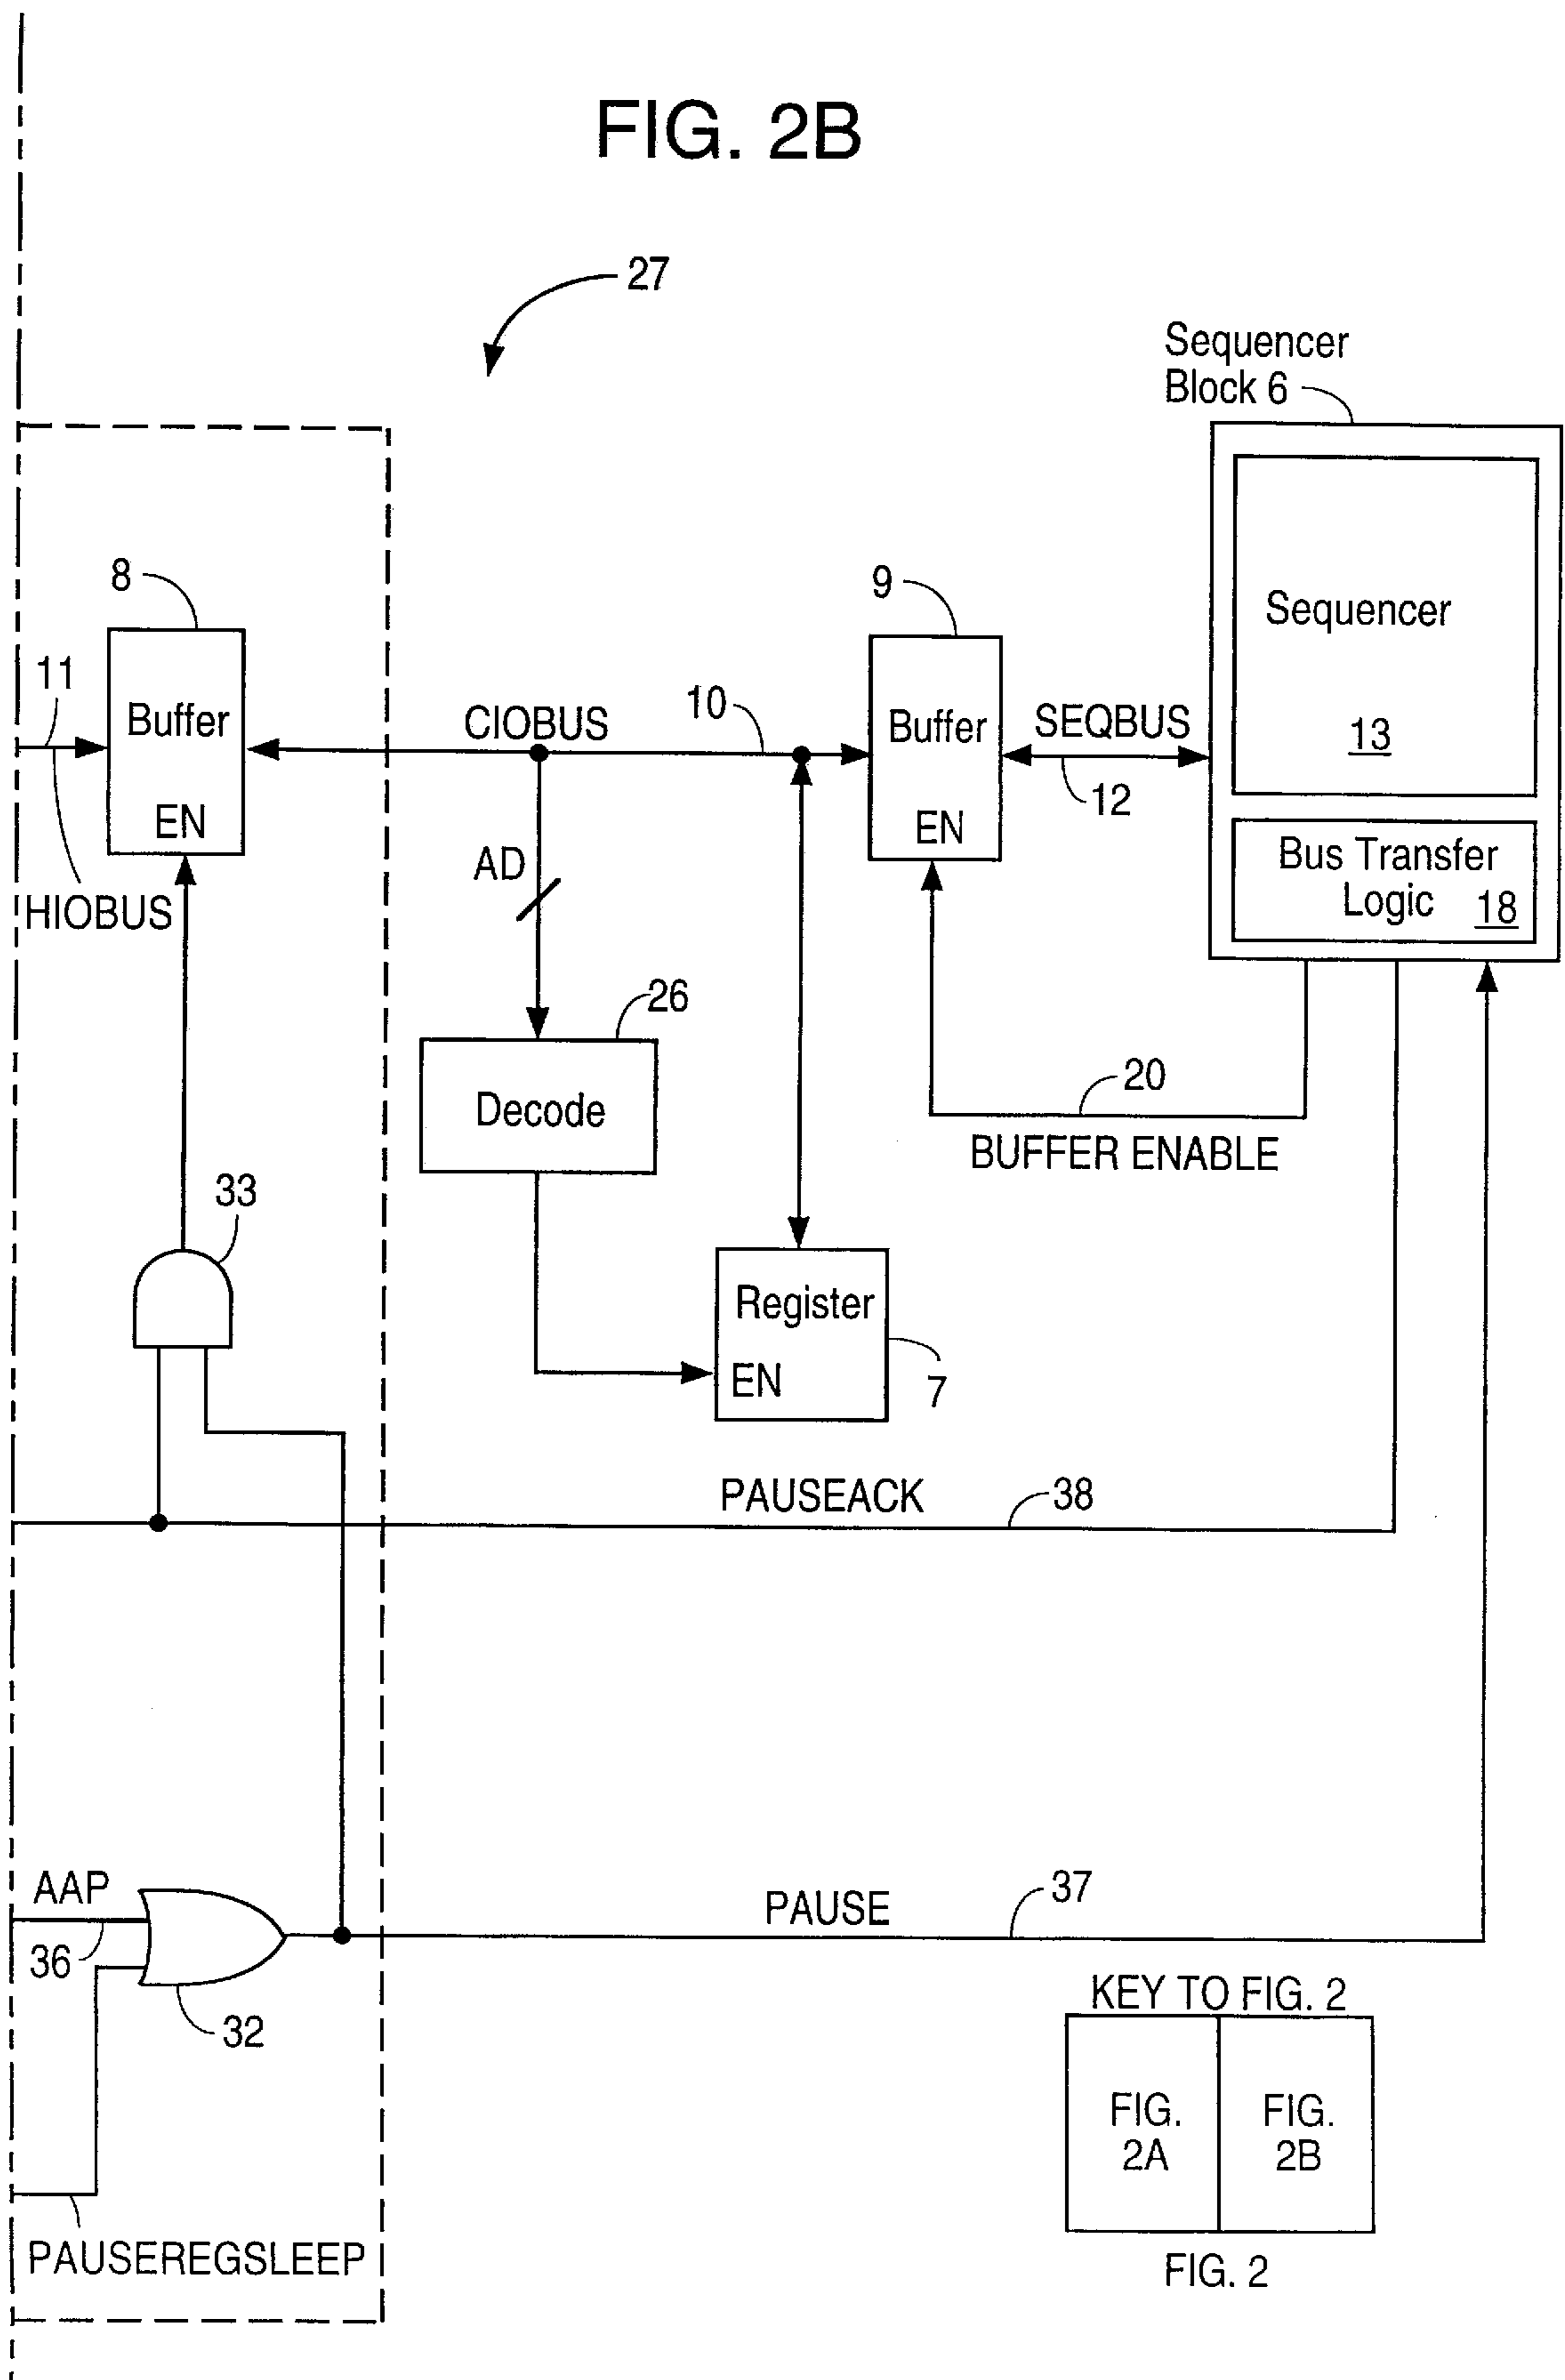 FIG. 2B
27
Sequencer
Block 6
8
9
Sequencer
11
10
Buffer
CIOBUS
Buffer
SEQBUS
13
12
EN
EN
AD
Bus Transfer
Logic
18
HIOBUS
26
Decode
20
BUFFER ENABLE
33
Register
EN
7
PAUSEACK
38
AAP
PAUSE
37
36
32
KEY TO FIG. 2
FIG.
2A
FIG.
2B
PAUSEREGSLEEP
FIG. 2